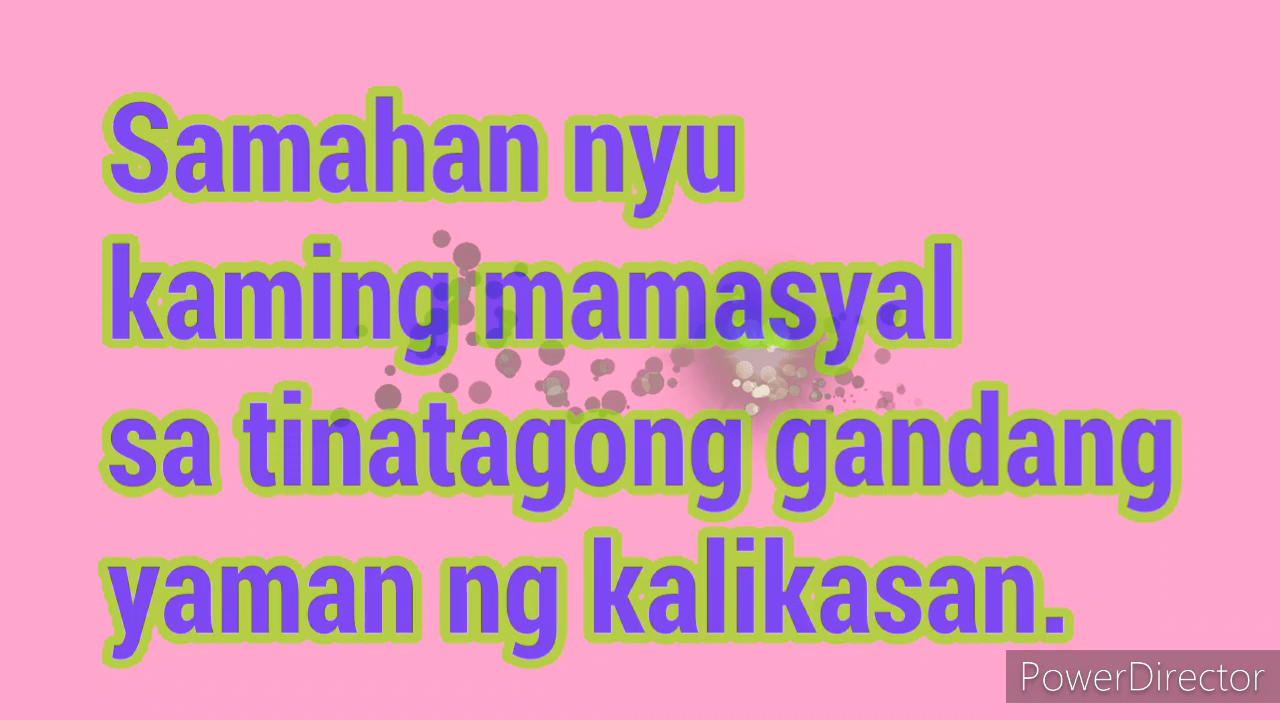 Samahan nyu
kaming mamasyal
sa tinatagong gandang
yaman ng kalikasan.
PowerDirector